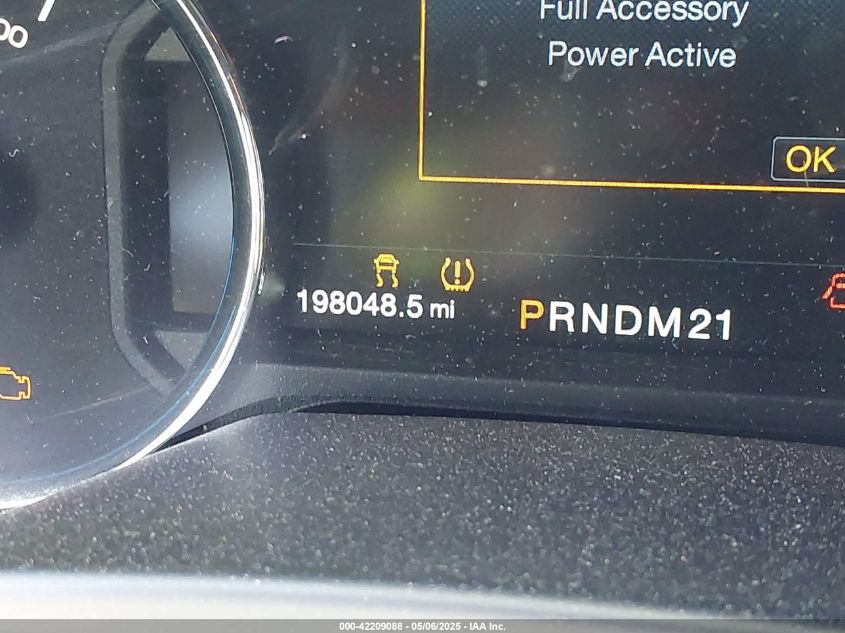 Full Accessory
Power Active
OK
198048.5 mi
PRNDM21
000-42209088 - 05/06/2025 - IAA Inc.